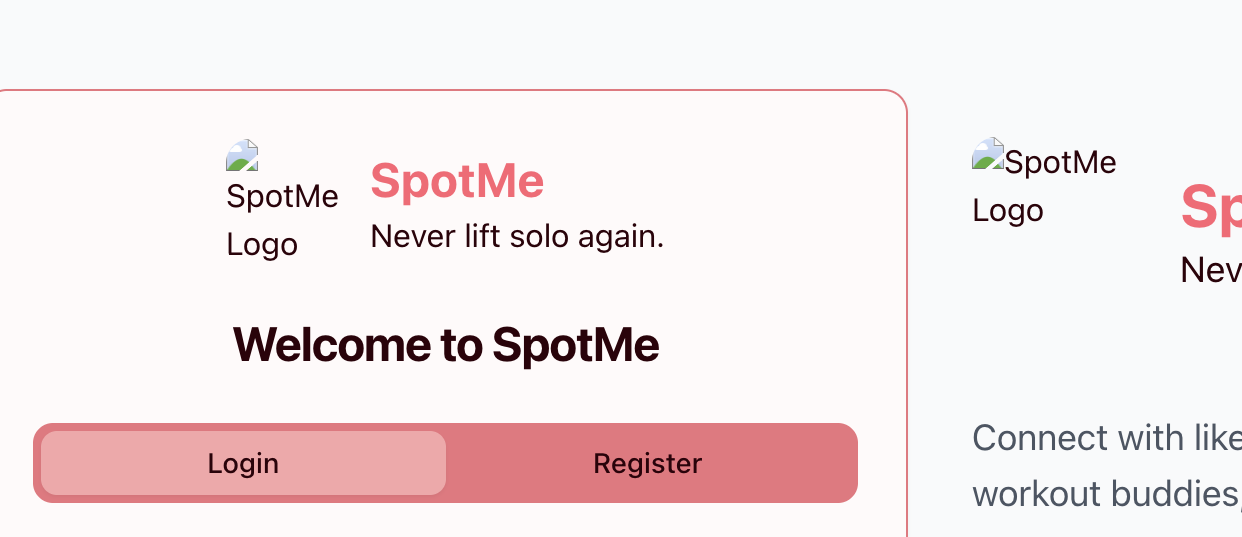 SpotMe
Logo
SpotMe
Never lift solo again.
Welcome to SpotMe
Login
Register
SpotMe
Logo
Sp
Nev
Connect with like
workout buddies,